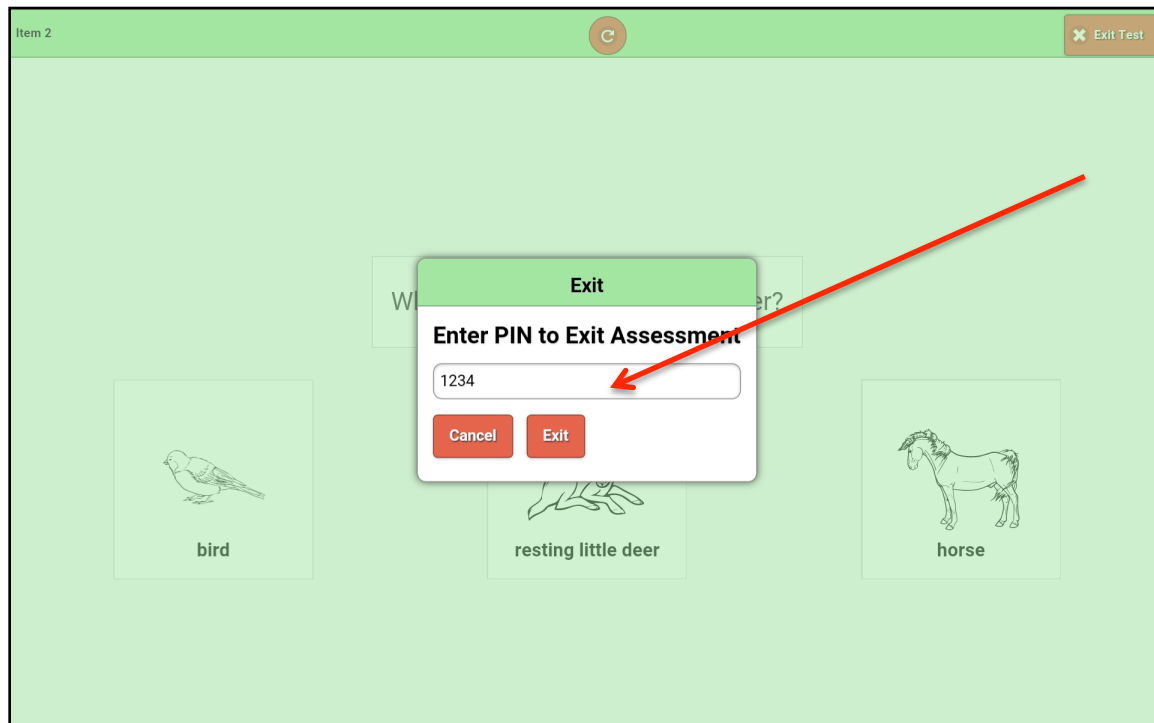 Item 2
Exit Test
Exit
Enter PIN to Exit Assessment
1234
Cancel Exit
bird
resting little deer
horse